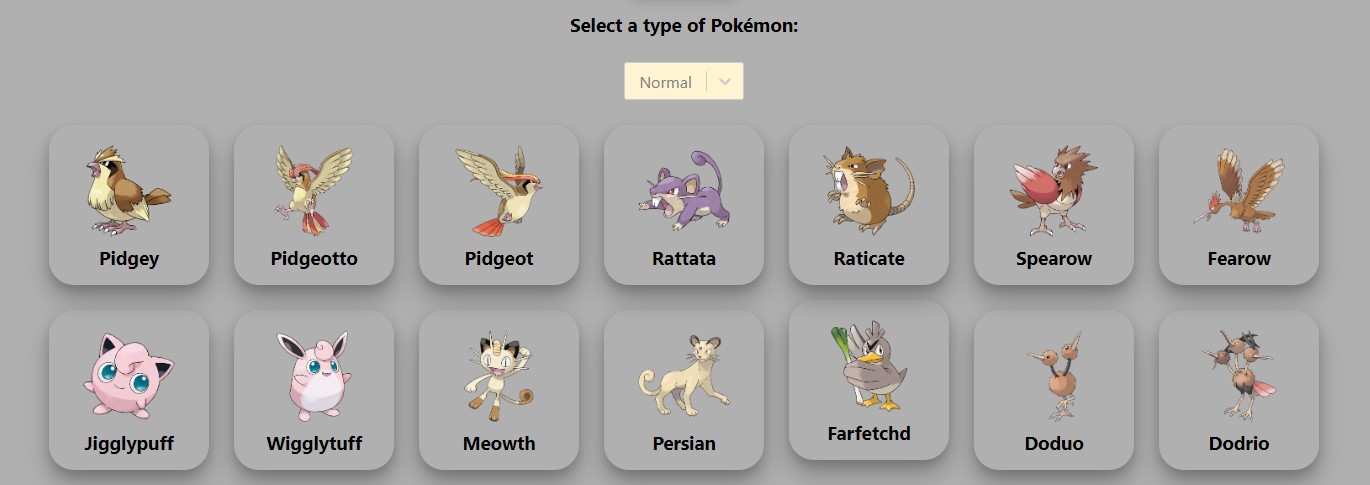 Select a type of Pokémon:
Normal
Pidgey
Pidgeotto
Pidgeot
Rattata
Raticate
Spearow
Fearow
Jigglypuff
Wigglytuff
Meowth
Persian
Farfetchd
Doduo
Dodrio